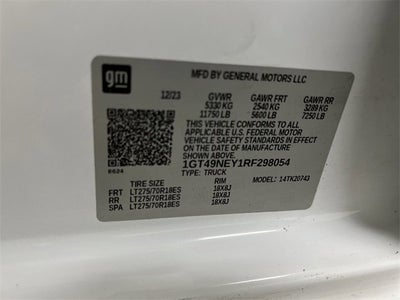 gm
MFD BY GENERAL MOTORS LLC
12/23 GVWR GAWR FRT GAWR RR
5330 KG 2540 KG 3289 KG
11750 LB 5600 LB 7250 LB
THIS VEHICLE CONFORMS TO ALL
APPLICABLE U.S. FEDERAL MOTOR
VEHICLE SAFETY STANDARDS IN EFFECT
ON THE DATE OF MANUFACTURE SHOWN ABOVE.
1GT49NEY1RF298054
R624 TYPE: TRUCK
TIRE SIZE RIM 14TK20743
FRT LT275/70R18ES 18X8J
RR LT275/70R18ES 18X8J
SPA LT275/70R18ES 18X8J